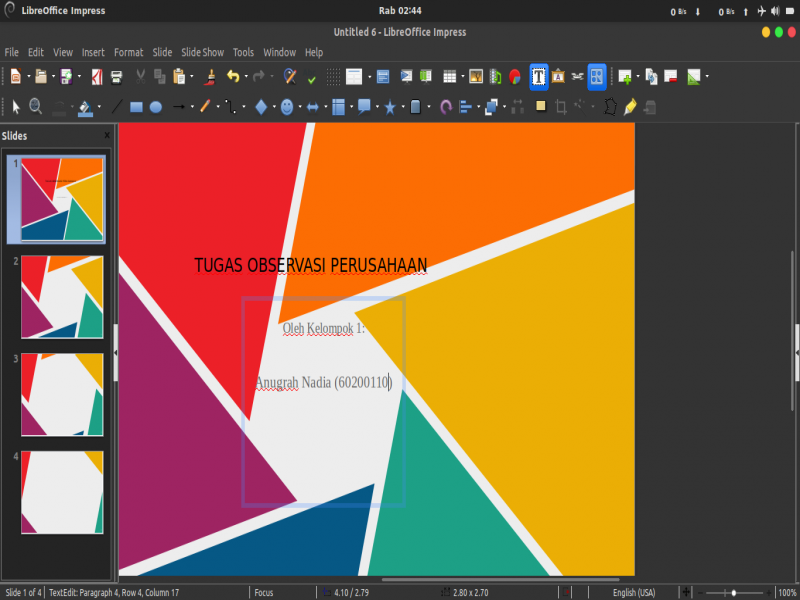 LibreOffice Impress
Rab 02:44
0 B/s
0 B/s
Untitled 6 - LibreOffice Impress
File Edit View Insert Format Slide Slide Show Tools Window Help
Slides
1
2
3
4
TUGAS OBSERVASI PERUSAHAAN
Oleh Kelompok 1:
Anugrah Nadia (60200110)
Slide 1 of 4 TextEdit: Paragraph 4, Row 4, Column 17 Focus 4.10 / 2.79 2.80 x 2.70 English (USA) 100%